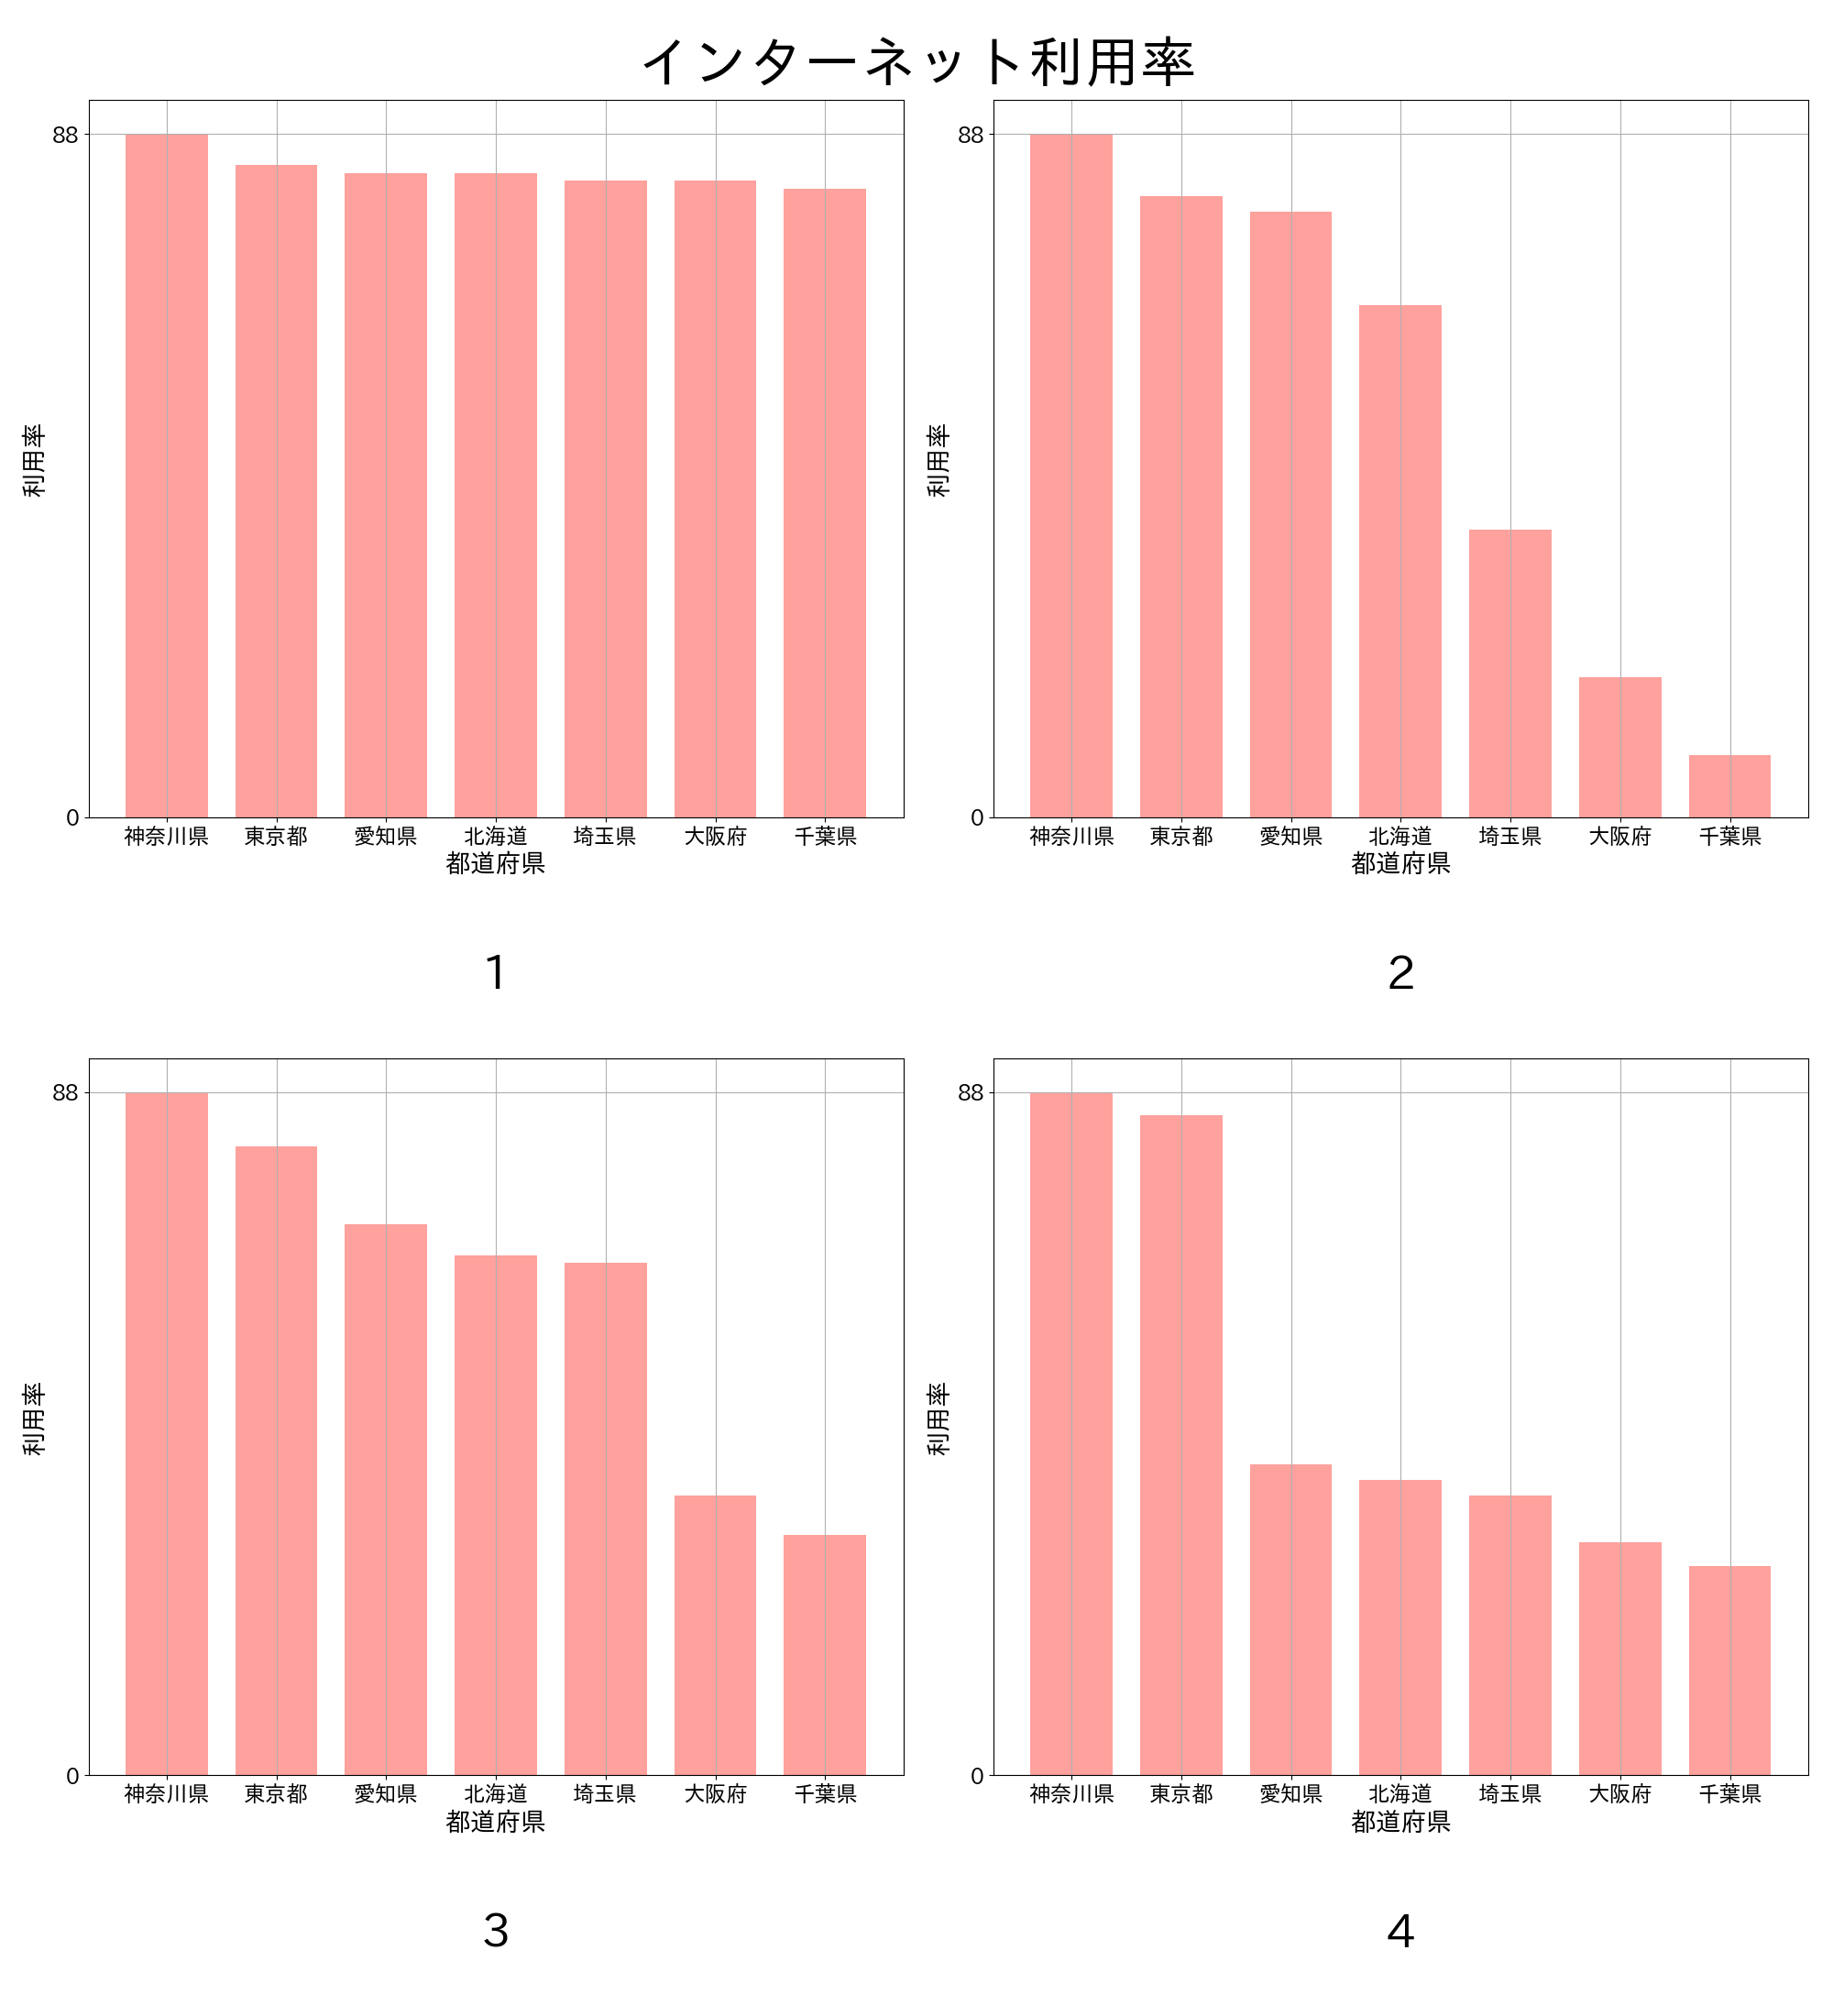 インターネット利用率
88
0
利用率
神奈川県 東京都 愛知県 北海道 埼玉県 大阪府 千葉県
都道府県
1
88
0
利用率
神奈川県 東京都 愛知県 北海道 埼玉県 大阪府 千葉県
都道府県
2
88
0
利用率
神奈川県 東京都 愛知県 北海道 埼玉県 大阪府 千葉県
都道府県
3
88
0
利用率
神奈川県 東京都 愛知県 北海道 埼玉県 大阪府 千葉県
都道府県
4